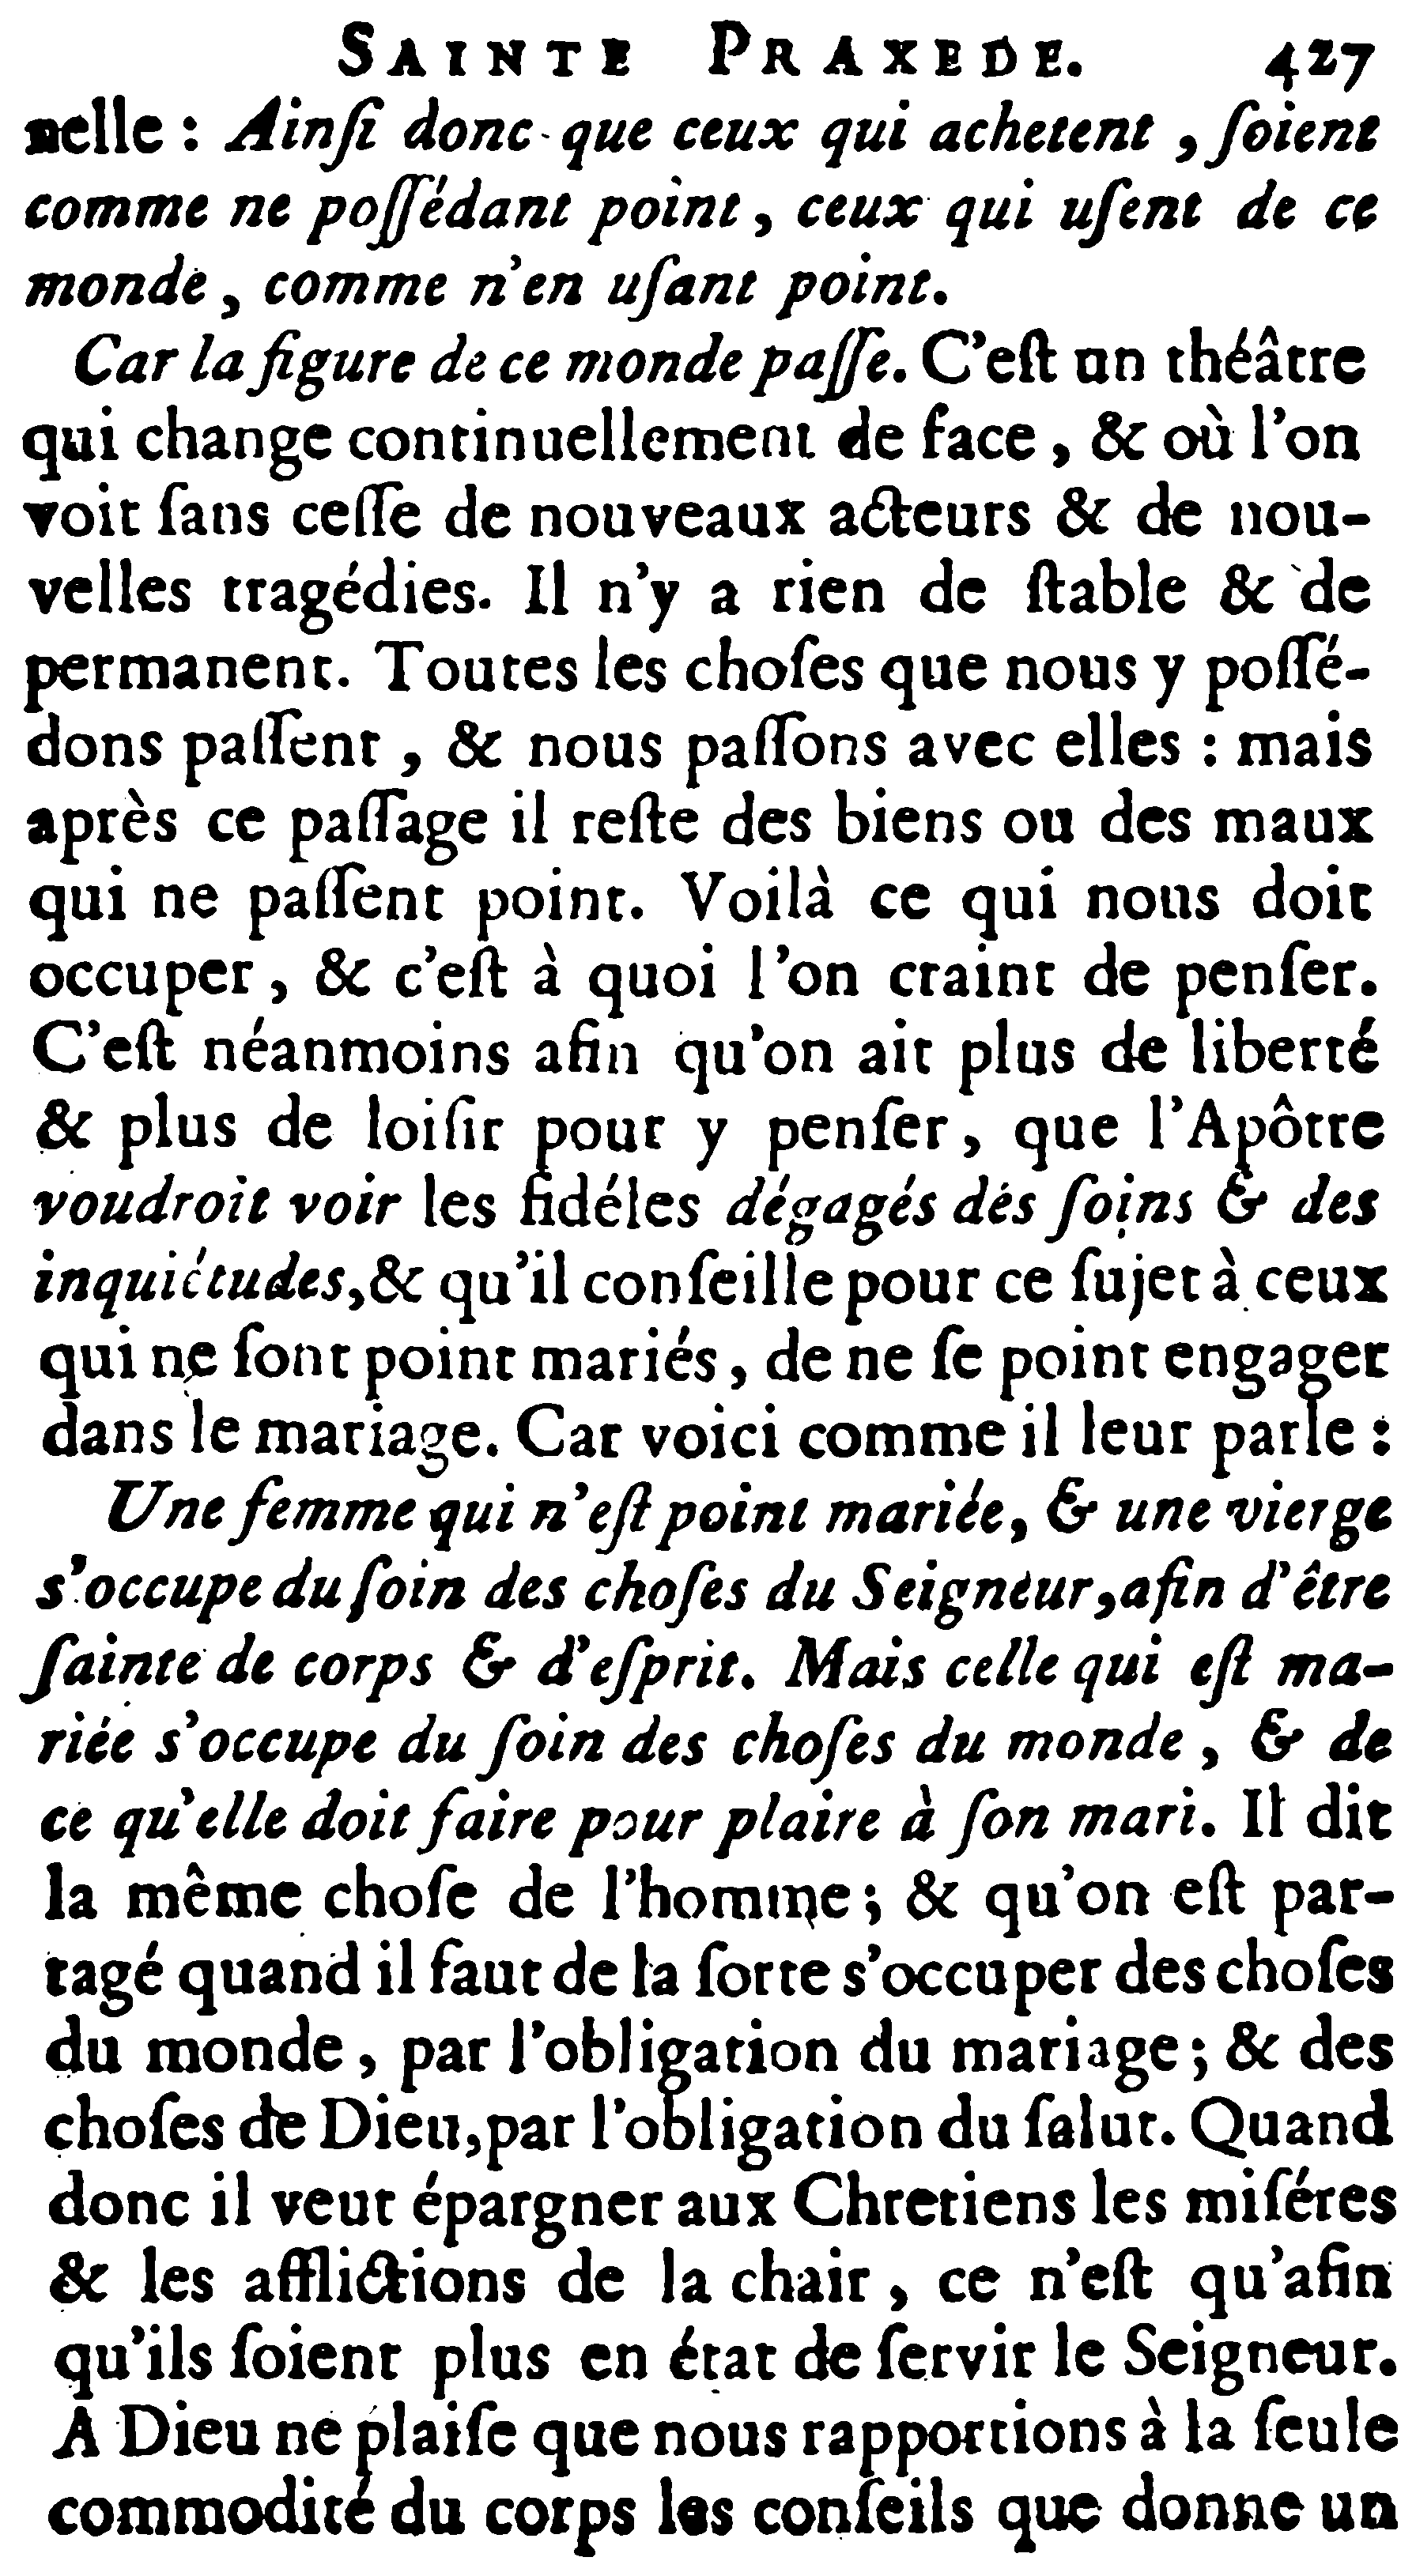 SAINTE PRAXEDE. 427
nelle : Ainſi donc que ceux qui achetent , ſoient
comme ne poſſédant point , ceux qui uſent de ce
monde , comme n'en uſant point.
Car la figure de ce monde paſſe. C'eſt un théâtre
qui change continuellement de face , & où l'on
voit ſans ceſſe de nouveaux acteurs & de nou-
velles tragédies. Il n'y a rien de ſtable & de
permanent. Toutes les choſes que nous y poſſé-
dons paſſent , & nous paſſons avec elles : mais
après ce paſſage il reſte des biens ou des maux
qui ne paſſent point. Voilà ce qui nous doit
occuper , & c'eſt à quoi l'on craint de penſer.
C'eſt néanmoins afin qu'on ait plus de liberté
& plus de loiſir pour y penſer , que l'Apôtre
voudroit voir les fidéles dégagés des ſoins & des
inquiétudes, & qu'il conſeille pour ce ſujet à ceux
qui ne ſont point mariés , de ne ſe point engager
dans le mariage. Car voici comme il leur parle :
Une femme qui n'eſt point mariée, & une vierge
s'occupe du ſoin des choſes du Seigneur, afin d'être
ſainte de corps & d'eſprit. Mais celle qui eſt ma-
riée s'occupe du ſoin des choſes du monde , & de
ce qu'elle doit faire pour plaire à ſon mari. Il dit
la même choſe de l'homme ; & qu'on eſt par-
tagé quand il faut de la ſorte s'occuper des choſes
du monde , par l'obligation du mariage ; & des
choſes de Dieu, par l'obligation du ſalut. Quand
donc il veut épargner aux Chretiens les miſéres
& les afflictions de la chair , ce n'eſt qu'afin
qu'ils ſoient plus en état de ſervir le Seigneur.
A Dieu ne plaiſe que nous rapportions à la ſeule
commodité du corps les conſeils que donne un